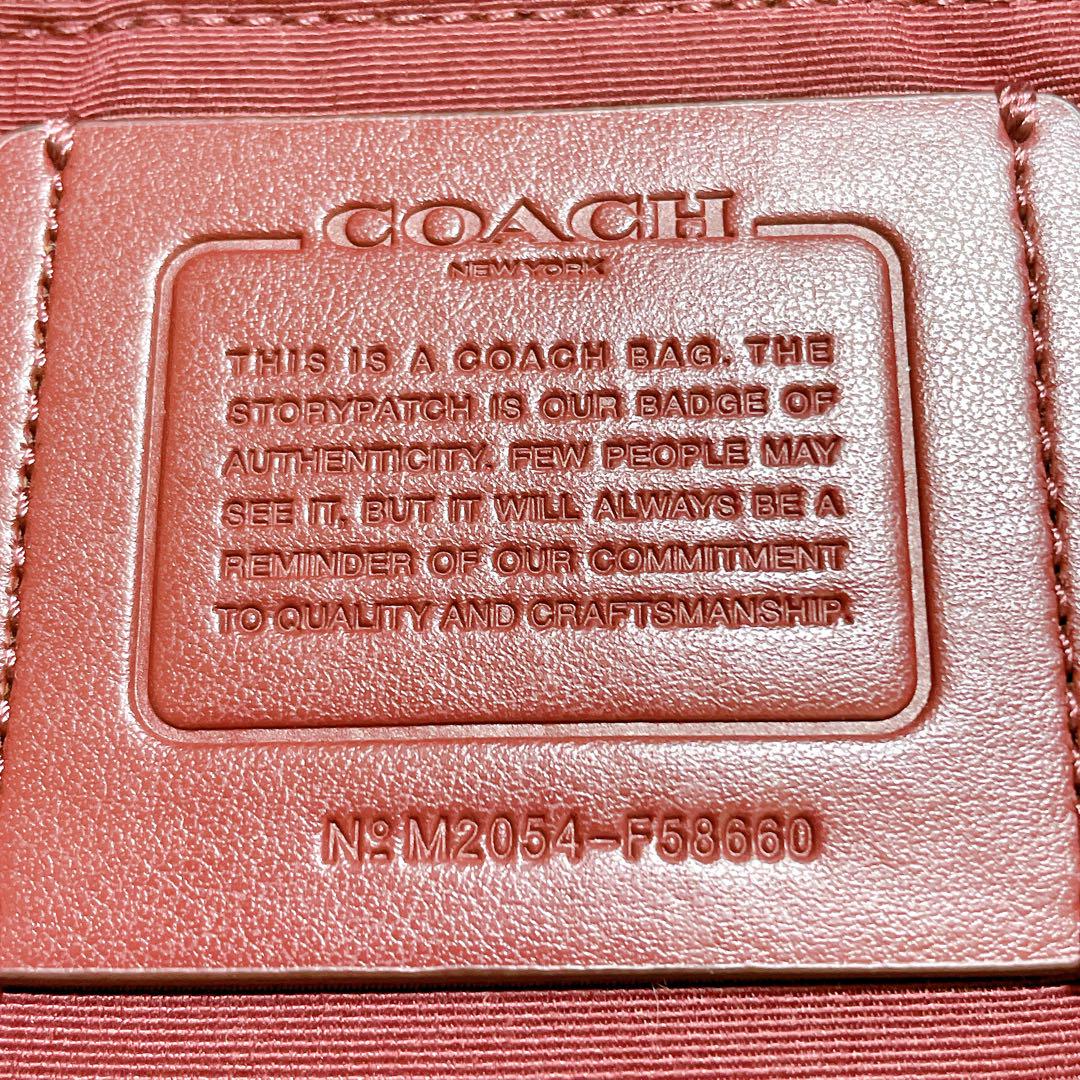 COACH
NEW YORK
THIS IS A COACH BAG. THE
STORYPATCH IS OUR BADGE OF
AUTHENTICITY. FEW PEOPLE MAY
SEE IT. BUT IT WILL ALWAYS BE A
REMINDER OF OUR COMMITMENT
TO QUALITY AND CRAFTSMANSHIP.
№ M2054-F58660